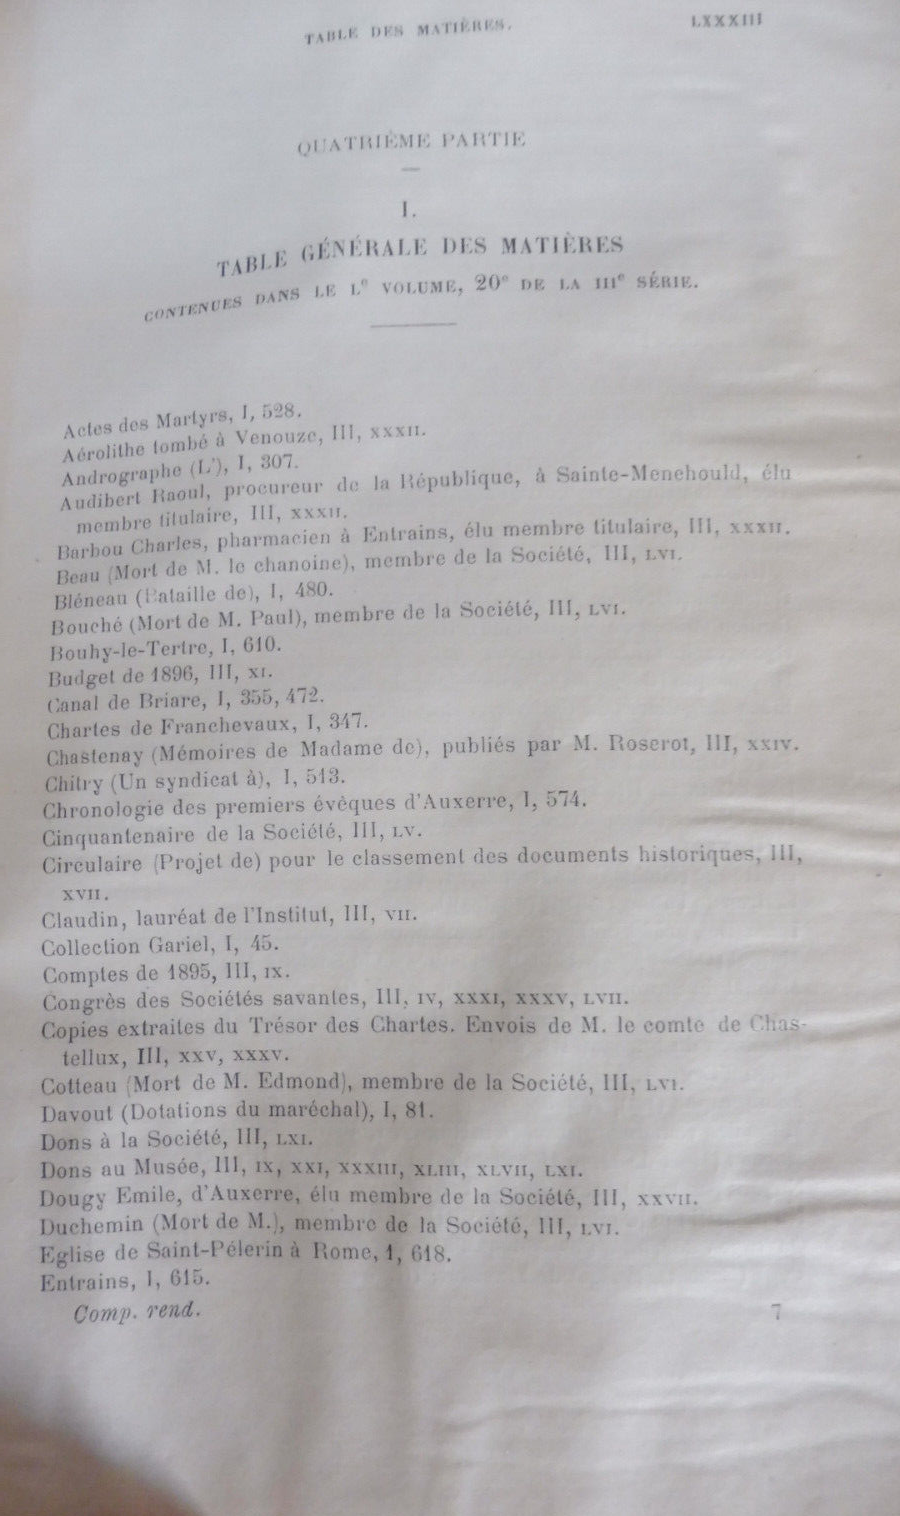 TABLE DES MATIÈRES. LXXXIII
QUATRIÈME PARTIE
I.
TABLE GÉNÉRALE DES MATIÈRES
CONTENUES DANS LE Lᵉ VOLUME, 20ᵉ DE LA IIIᵉ SÉRIE.
Actes des Martyrs, I, 528.
Aérolithe tombé à Venouze, III, XXXII.
Andrographe (L'), I, 307.
Audibert Raoul, procureur de la République, à Sainte-Menehould, élu
membre titulaire, III, XXXII.
Barbou Charles, pharmacien à Entrains, élu membre titulaire, III, XXXII.
Beau (Mort de M. le chanoine), membre de la Société, III, LVI.
Bléneau (Bataille de), I, 480.
Bouché (Mort de M. Paul), membre de la Société, III, LVI.
Bouhy-le-Tertre, I, 610.
Budget de 1896, III, XI.
Canal de Briare, I, 355, 472.
Chartes de Franchevaux, I, 347.
Chastenay (Mémoires de Madame de), publiés par M. Roserot, III, XXIV.
Chitry (Un syndicat à), I, 513.
Chronologie des premiers évêques d'Auxerre, I, 574.
Cinquantenaire de la Société, III, LV.
Circulaire (Projet de) pour le classement des documents historiques, III,
XVII.
Claudin, lauréat de l'Institut, III, VII.
Collection Gariel, I, 45.
Comptes de 1895, III, IX.
Congrès des Sociétés savantes, III, IV, XXXI, XXXV, LVII.
Copies extraites du Trésor des Chartes. Envois de M. le comte de Chas-
tellux, III, XXV, XXXV.
Cotteau (Mort de M. Edmond), membre de la Société, III, LVI.
Davout (Dotations du maréchal), I, 81.
Dons à la Société, III, LXI.
Dons au Musée, III, IX, XXI, XXXIII, XLIII, XLVII, LXI.
Dougy Emile, d'Auxerre, élu membre de la Société, III, XXVII.
Duchemin (Mort de M.), membre de la Société, III, LVI.
Eglise de Saint-Pélerin à Rome, I, 618.
Entrains, I, 615.
Comp. rend. 7